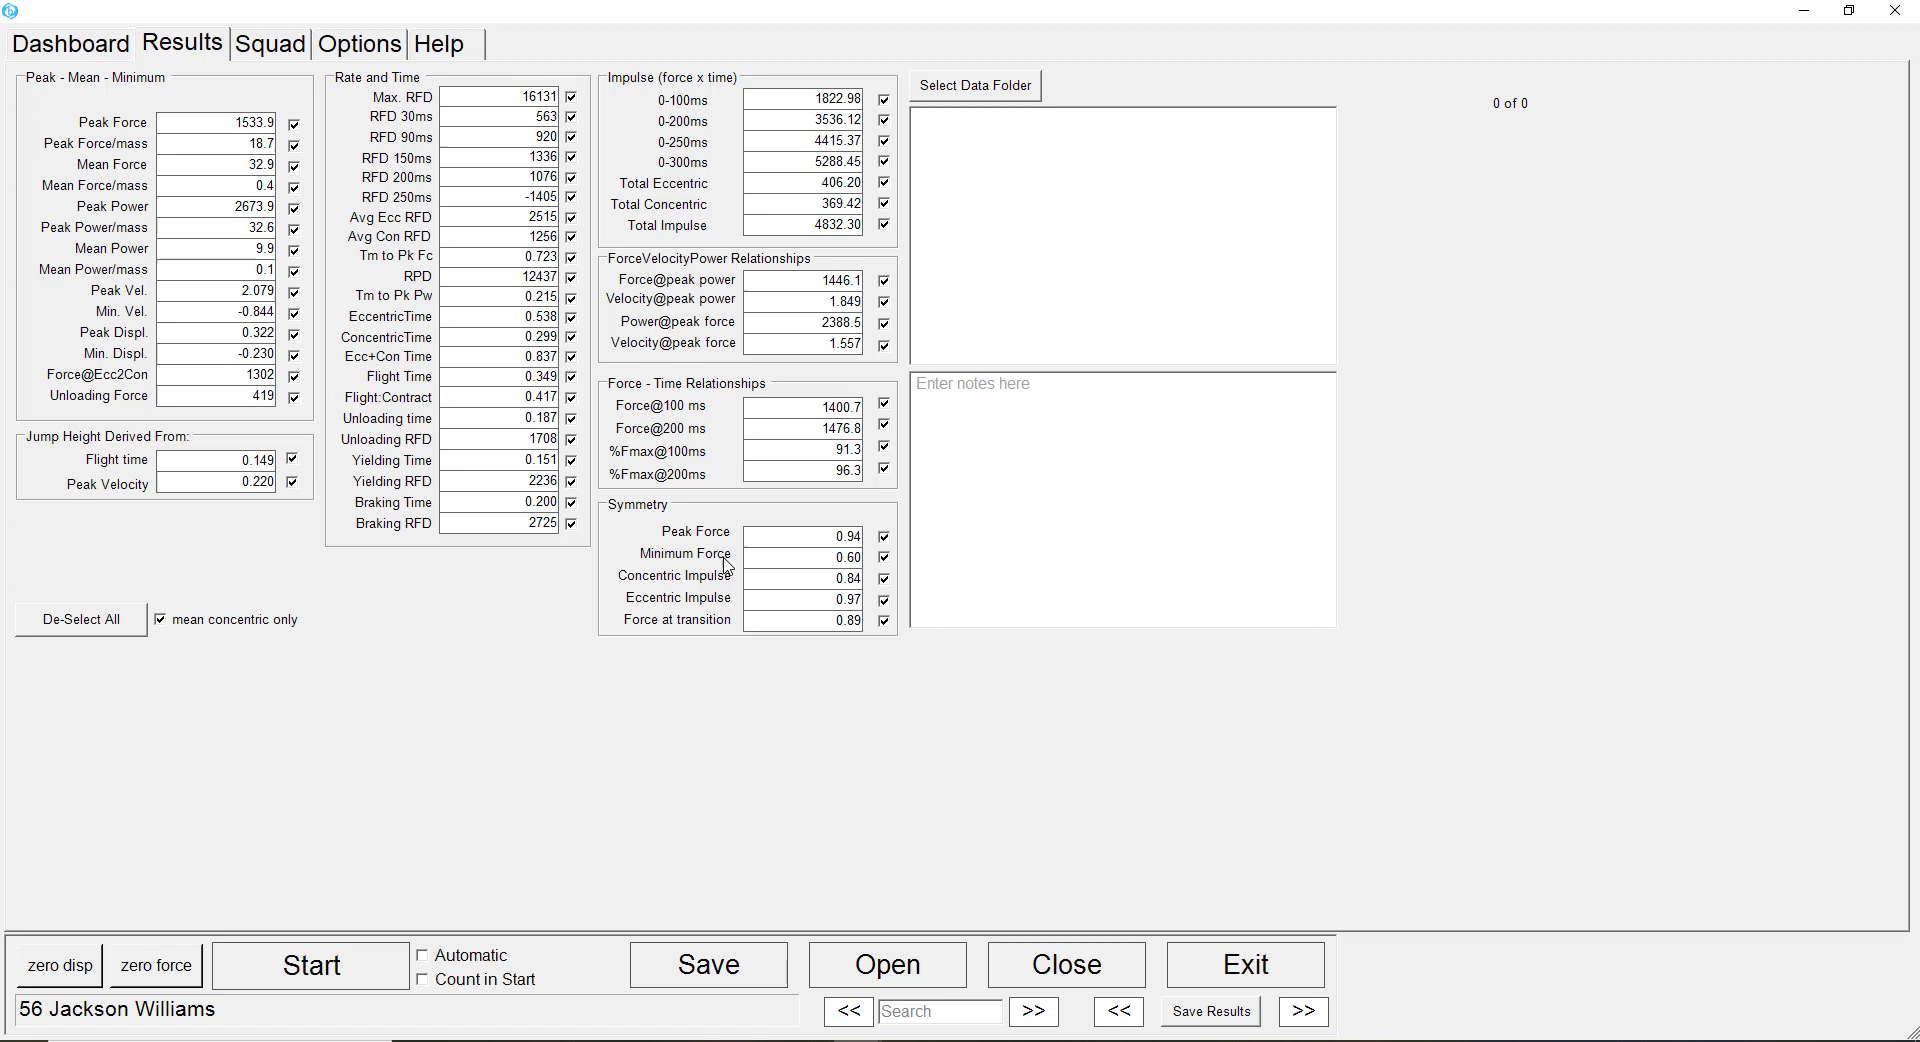 Dashboard Results Squad Options Help
Peak - Mean - Minimum
Peak Force 1533.9
Peak Force/mass 18.7
Mean Force 32.9
Mean Force/mass 0.4
Peak Power 2673.9
Peak Power/mass 32.6
Mean Power 9.9
Mean Power/mass 0.1
Peak Vel. 2.079
Min. Vel. -0.844
Peak Displ. 0.322
Min. Displ. -0.230
Force@Ecc2Con 1302
Unloading Force 419
Jump Height Derived From:
Flight time 0.149
Peak Velocity 0.220
De-Select All mean concentric only
Rate and Time
Max. RFD 16131
RFD 30ms 563
RFD 90ms 920
RFD 150ms 1336
RFD 200ms 1076
RFD 250ms -1405
Avg Ecc RFD 2515
Avg Con RFD 1256
Tm to Pk Fc 0.723
RPD 12437
Tm to Pk Pw 0.215
EccentricTime 0.538
ConcentricTime 0.299
Ecc+Con Time 0.837
Flight Time 0.349
Flight:Contract 0.417
Unloading time 0.187
Unloading RFD 1708
Yielding Time 0.151
Yielding RFD 2236
Braking Time 0.200
Braking RFD 2725
Impulse (force x time)
0-100ms 1822.98
0-200ms 3536.12
0-250ms 4415.37
0-300ms 5288.45
Total Eccentric 406.20
Total Concentric 369.42
Total Impulse 4832.30
ForceVelocityPower Relationships
Force@peak power 1446.1
Velocity@peak power 1.849
Power@peak force 2388.5
Velocity@peak force 1.557
Force - Time Relationships
Force@100 ms 1400.7
Force@200 ms 1476.8
%Fmax@100ms 91.3
%Fmax@200ms 96.3
Symmetry
Peak Force 0.94
Minimum Force 0.60
Concentric Impulse 0.84
Eccentric Impulse 0.97
Force at transition 0.89
Select Data Folder
0 of 0
Enter notes here
zero disp zero force Start
Automatic
Count in Start
Save Open Close Exit
56 Jackson Williams
<< Search >> << Save Results >>